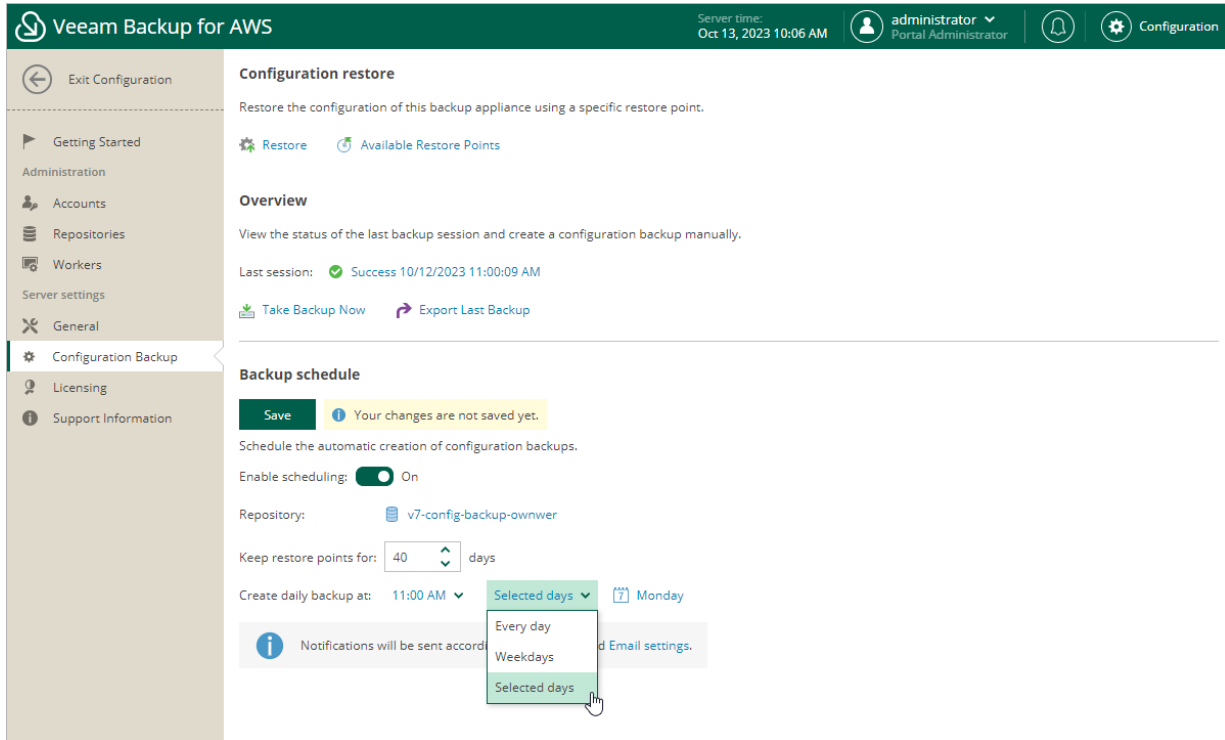 Veeam Backup for AWS
Server time:
Oct 13, 2023 10:06 AM
administrator
Portal Administrator
Configuration
Exit Configuration
Getting Started
Administration
Accounts
Repositories
Workers
Server settings
General
Configuration Backup
Licensing
Support Information
Configuration restore
Restore the configuration of this backup appliance using a specific restore point.
Restore Available Restore Points
Overview
View the status of the last backup session and create a configuration backup manually.
Last session: Success 10/12/2023 11:00:09 AM
Take Backup Now Export Last Backup
Backup schedule
Save Your changes are not saved yet.
Schedule the automatic creation of configuration backups.
Enable scheduling: On
Repository: v7-config-backup-ownwer
Keep restore points for: 40 days
Create daily backup at: 11:00 AM Selected days 7 Monday
Every day
Notifications will be sent accordi d Email settings.
Weekdays
Selected days